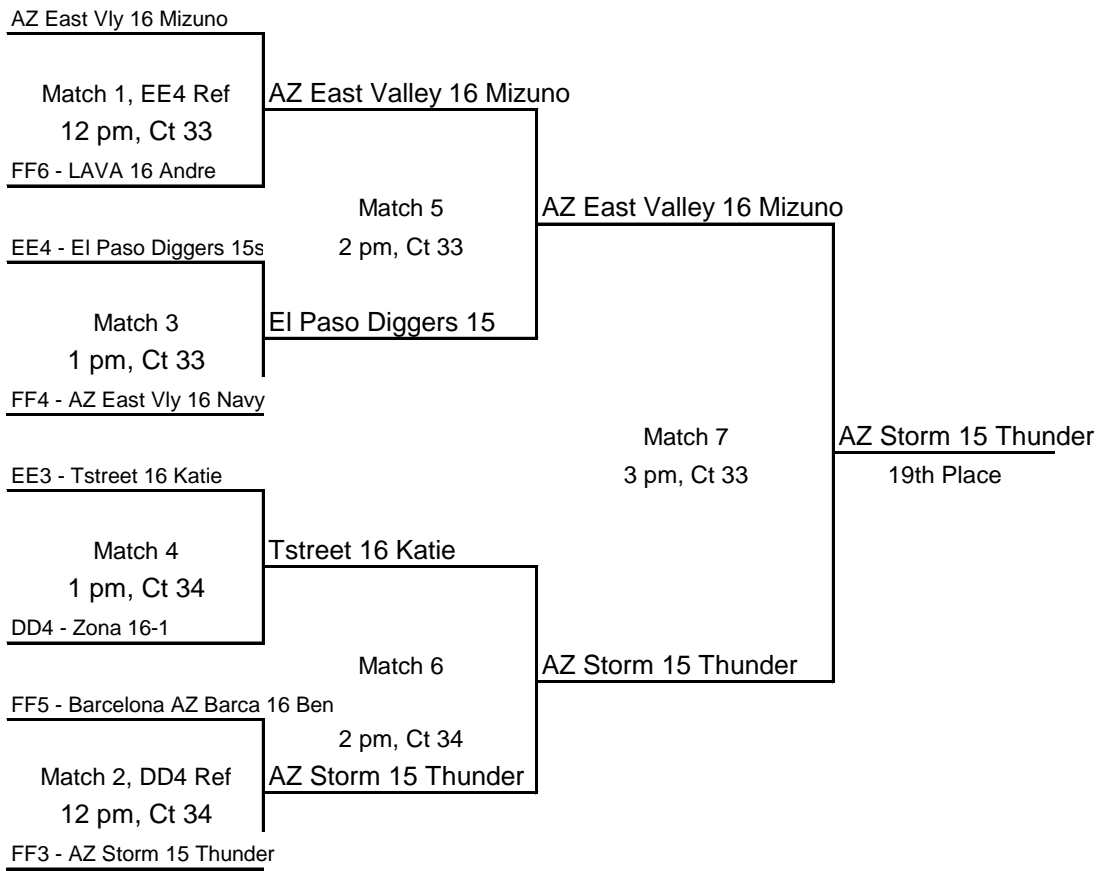 AZ East Vly 16 Mizuno
Match 1, EE4 Ref
12 pm, Ct 33
FF6 - LAVA 16 Andre
AZ East Valley 16 Mizuno
Match 5
2 pm, Ct 33
EE4 - El Paso Diggers 15s
Match 3
1 pm, Ct 33
FF4 - AZ East Vly 16 Navy
El Paso Diggers 15
AZ East Valley 16 Mizuno
Match 7
3 pm, Ct 33
AZ Storm 15 Thunder
19th Place
EE3 - Tstreet 16 Katie
Match 4
1 pm, Ct 34
DD4 - Zona 16-1
Tstreet 16 Katie
Match 6
2 pm, Ct 34
AZ Storm 15 Thunder
FF5 - Barcelona AZ Barca 16 Ben
Match 2, DD4 Ref
12 pm, Ct 34
FF3 - AZ Storm 15 Thunder
AZ Storm 15 Thunder